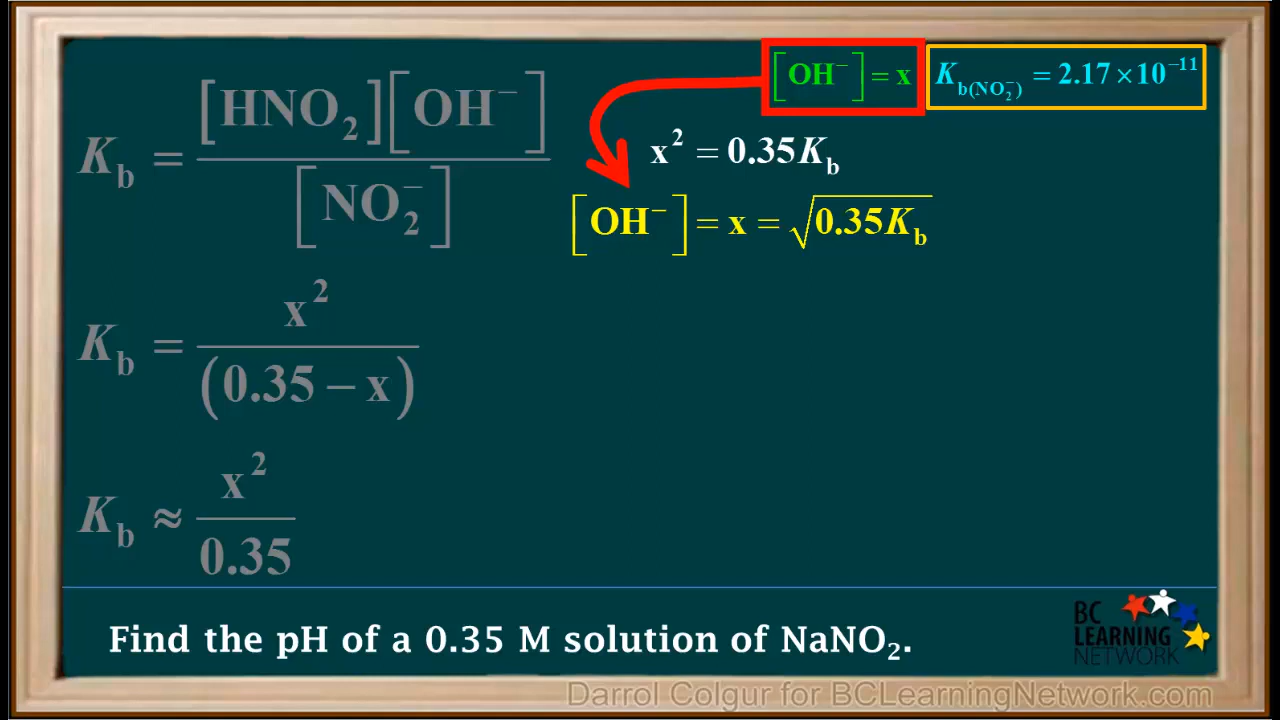 [OH⁻] = x
K_b(NO₂⁻) = 2.17 × 10⁻¹¹
K_b = [HNO₂][OH⁻] / [NO₂⁻]
x² = 0.35K_b
[OH⁻] = x = √(0.35K_b)
K_b = x² / (0.35 − x)
K_b ≈ x² / 0.35
Find the pH of a 0.35 M solution of NaNO₂.
BC
LEARNING
NETWORK
Darrol Colgur for BCLearningNetwork.com